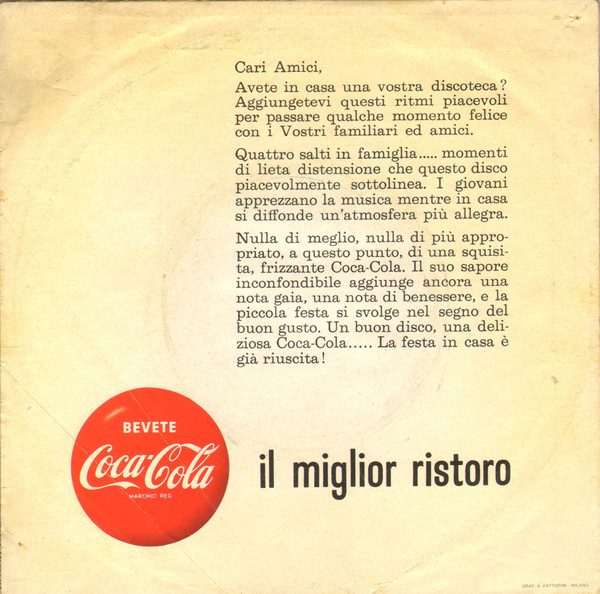 Cari Amici,
Avete in casa una vostra discoteca?
Aggiungetevi questi ritmi piacevoli
per passare qualche momento felice
con i Vostri familiari ed amici.
Quattro salti in famiglia..... momenti
di lieta distensione che questo disco
piacevolmente sottolinea. I giovani
apprezzano la musica mentre in casa
si diffonde un'atmosfera più allegra.
Nulla di meglio, nulla di più appro-
priato, a questo punto, di una squisi-
ta, frizzante Coca-Cola. Il suo sapore
inconfondibile aggiunge ancora una
nota gaia, una nota di benessere, e la
piccola festa si svolge nel segno del
buon gusto. Un buon disco, una deli-
ziosa Coca-Cola..... La festa in casa è
già riuscita!
BEVETE
Coca-Cola
MARCHIO REG
il miglior ristoro
GRAF. A. FATTORINI - MILANO